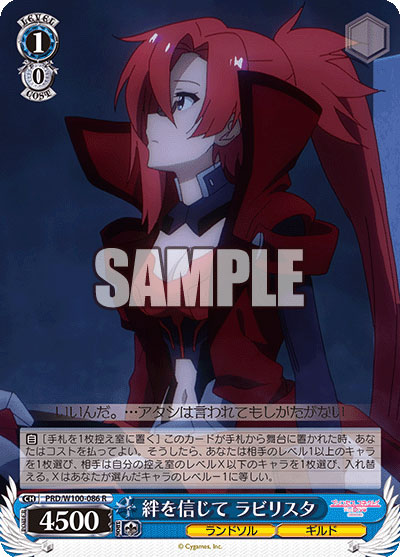 LEVEL
1
0
COST
SAMPLE
いいんだ。…アタシは言われてもしかたがない
自 [手札を1枚控え室に置く] このカードが手札から舞台に置かれた時、あな
たはコストを払ってよい。そうしたら、あなたは相手のレベル1以上のキャラ
を1枚選び、相手は自分の控え室のレベルX以下のキャラを1枚選び、入れ替
える。Xはあなたが選んだキャラのレベル-1に等しい。
CH PRD/W100-086 R
4500
絆を信じて ラビリスタ
ランドソル
ギルド
© Cygames, Inc.